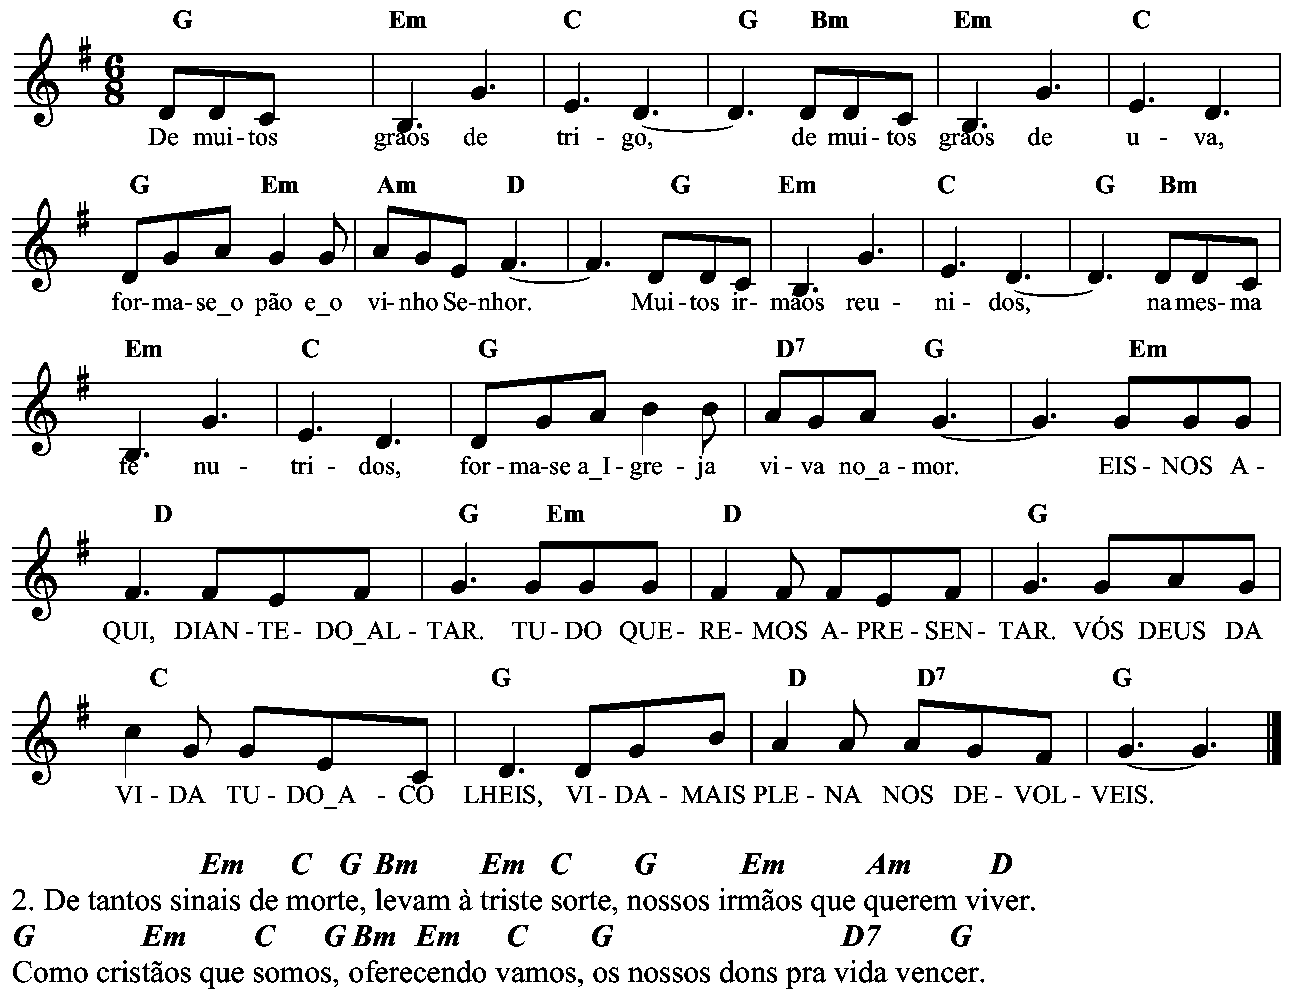 G Em C G Bm Em C
6 8
De mui-tos grãos de tri-go, de mui-tos grãos de u-va,
G Em Am D G Em C G Bm
for-ma-se_o pão e_o vi-nho Se-nhor. Mui-tos ir-mãos reu-ni-dos, na mes-ma
Em C G D7 G Em
fé nu-tri-dos, for-ma-se a_I-gre-ja vi-va no_a-mor. EIS-NOS A-
D G Em D G
QUI, DIAN-TE-DO_AL-TAR. TU-DO QUE-RE-MOS A-PRE-SEN-TAR. VÓS DEUS DA
C G D D7 G
VI-DA TU-DO_A-CO LHEIS, VI-DA-MAIS PLE-NA NOS DE-VOL-VEIS.
Em C G Bm Em C G Em Am D
2. De tantos sinais de morte, levam à triste sorte, nossos irmãos que querem viver.
G Em C G Bm Em C G D7 G
Como cristãos que somos, oferecendo vamos, os nossos dons pra vida vencer.